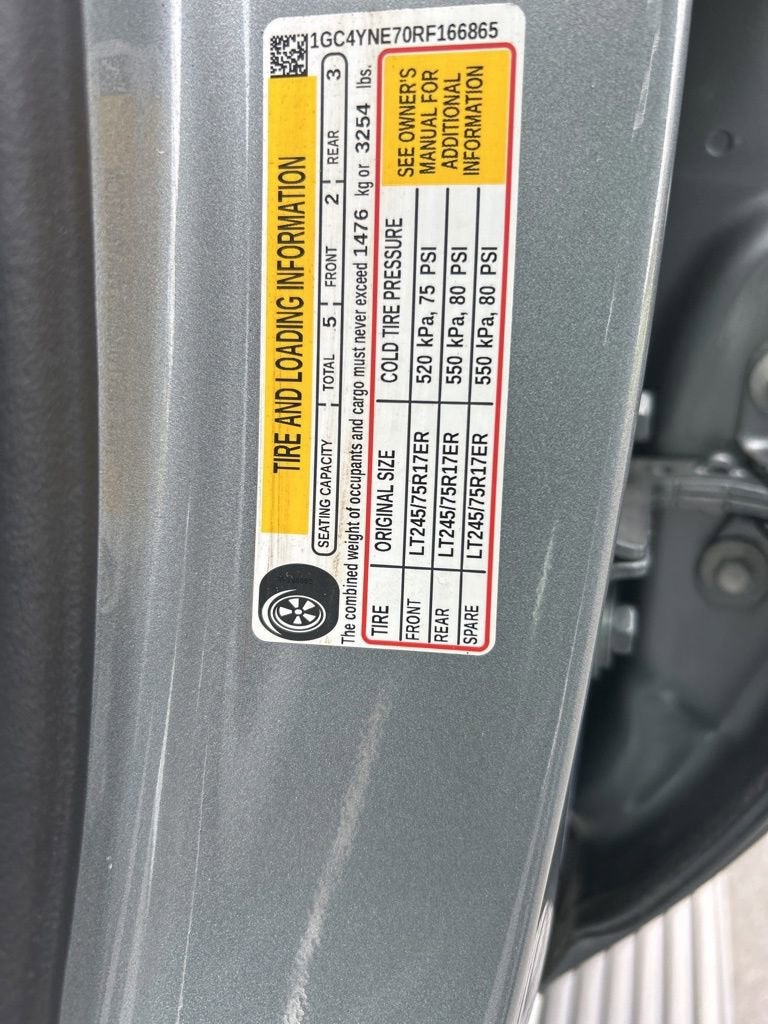 1GC4YNE70RF166865
TIRE AND LOADING INFORMATION
SEATING CAPACITY TOTAL 5 FRONT 2 REAR 3
The combined weight of occupants and cargo must never exceed 1476 kg or 3254 lbs.
TIRE ORIGINAL SIZE COLD TIRE PRESSURE
FRONT LT245/75R17ER 520 kPa, 75 PSI
REAR LT245/75R17ER 550 kPa, 80 PSI
SPARE LT245/75R17ER 550 kPa, 80 PSI
SEE OWNER'S
MANUAL FOR
ADDITIONAL
INFORMATION